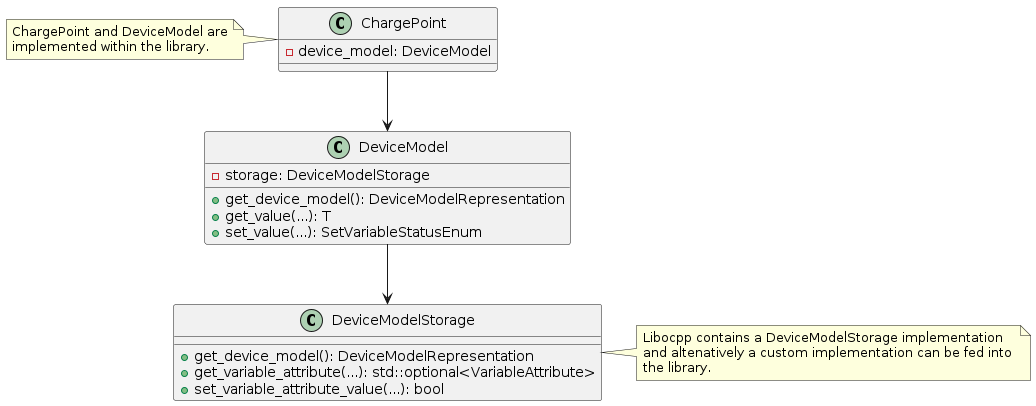 ChargePoint and DeviceModel are
implemented within the library.
C ChargePoint
device_model: DeviceModel
C DeviceModel
storage: DeviceModelStorage
get_device_model(): DeviceModelRepresentation
get_value(...): T
set_value(...): SetVariableStatusEnum
C DeviceModelStorage
get_device_model(): DeviceModelRepresentation
get_variable_attribute(...): std::optional<VariableAttribute>
set_variable_attribute_value(...): bool
Libocpp contains a DeviceModelStorage implementation
and altenatively a custom implementation can be fed into
the library.